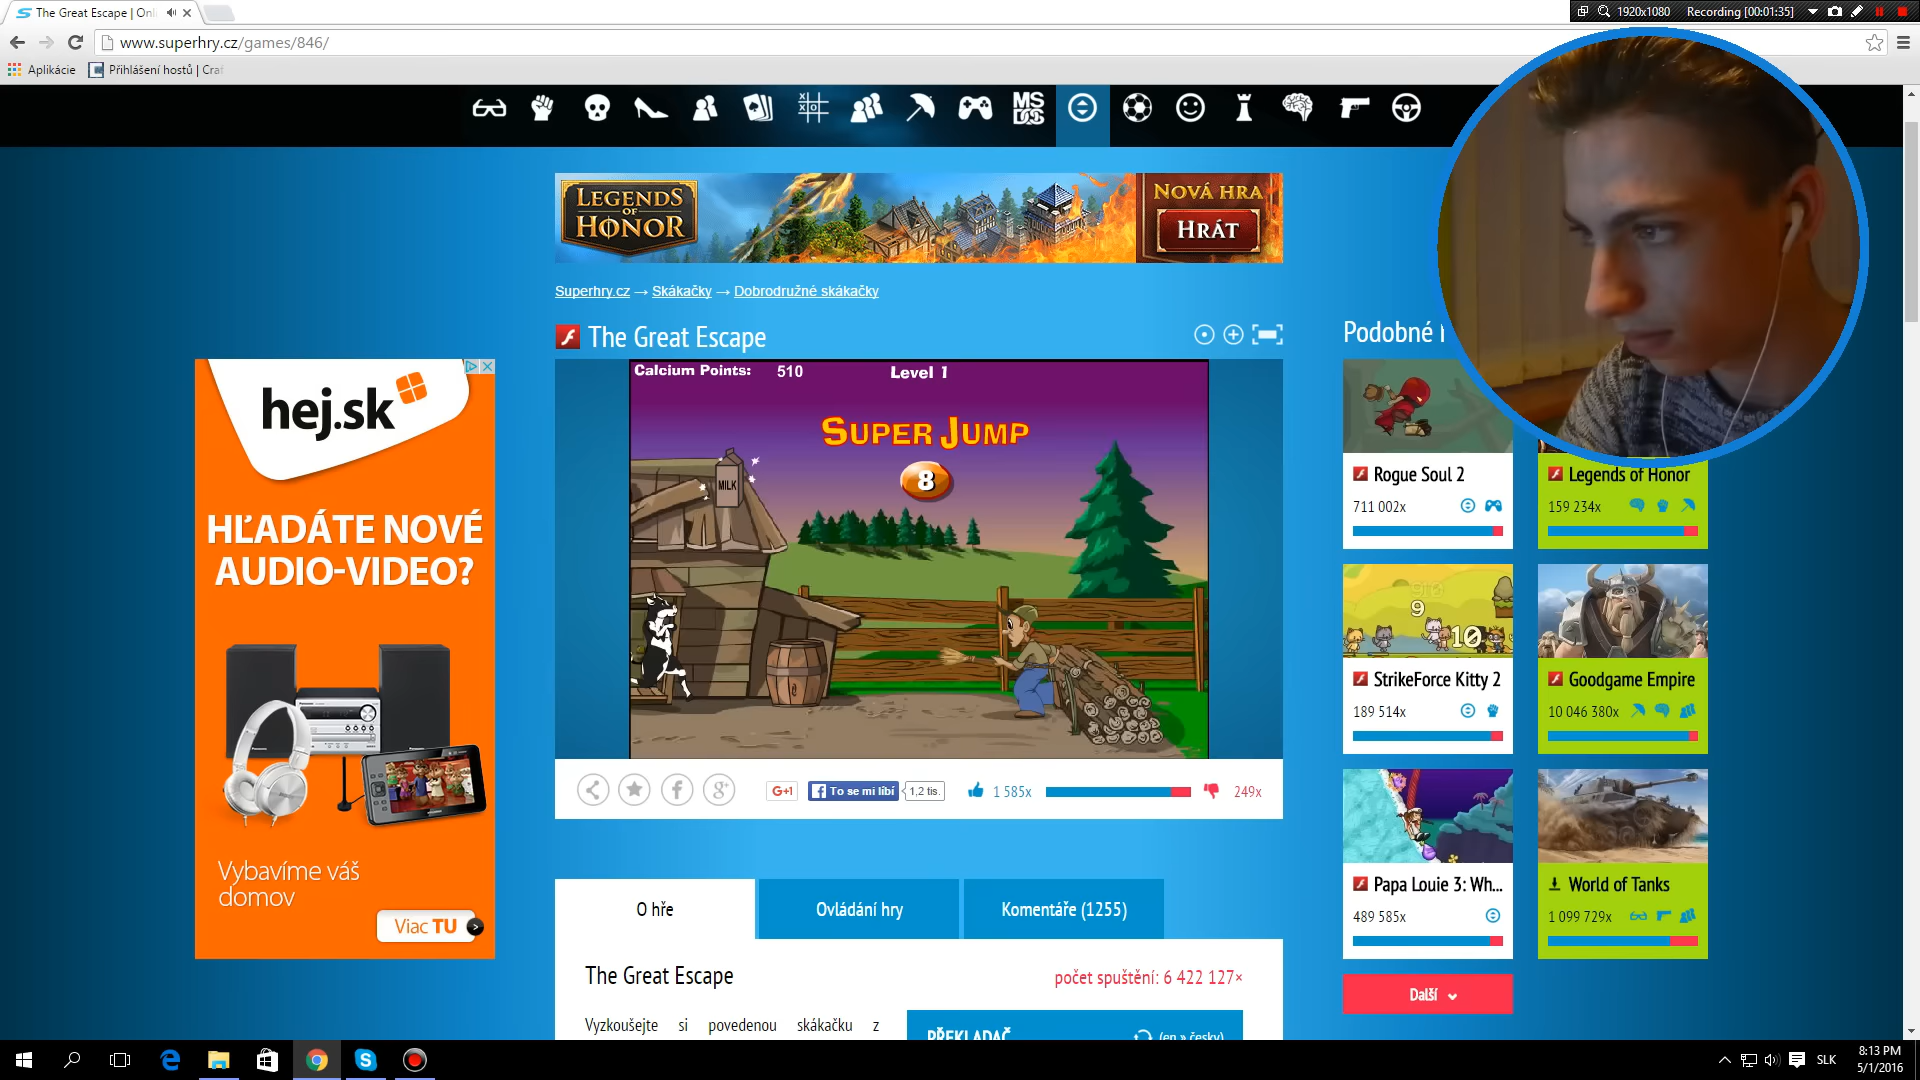 The Great Escape | Onl
1920x1080 Recording [00:01:35]
www.superhry.cz/games/846/
Aplikácie
Přihlášení hostů | Craf
MS
DOS
LEGENDS
OF
HONOR
NOVÁ HRA
HRÁT
Superhry.cz → Skákačky → Dobrodružné skákačky
The Great Escape
Calcium Points: 510 Level 1
SUPER JUMP
8
MILK
To se mi líbí
1,2 tis.
1 585x
249x
O hře
Ovládání hry
Komentáře (1255)
The Great Escape
počet spuštění: 6 422 127×
Vyzkoušejte si povedenou skákačku z
PŘEKLADAČ
(en » česky)
hej.sk
HĽADÁTE NOVÉ
AUDIO-VIDEO?
Vybavíme váš
domov
Viac TU
Podobné
Rogue Soul 2
711 002x
Legends of Honor
159 234x
9
10
StrikeForce Kitty 2
189 514x
Goodgame Empire
10 046 380x
Papa Louie 3: Wh...
489 585x
World of Tanks
1 099 729x
Další
SLK
8:13 PM
5/1/2016